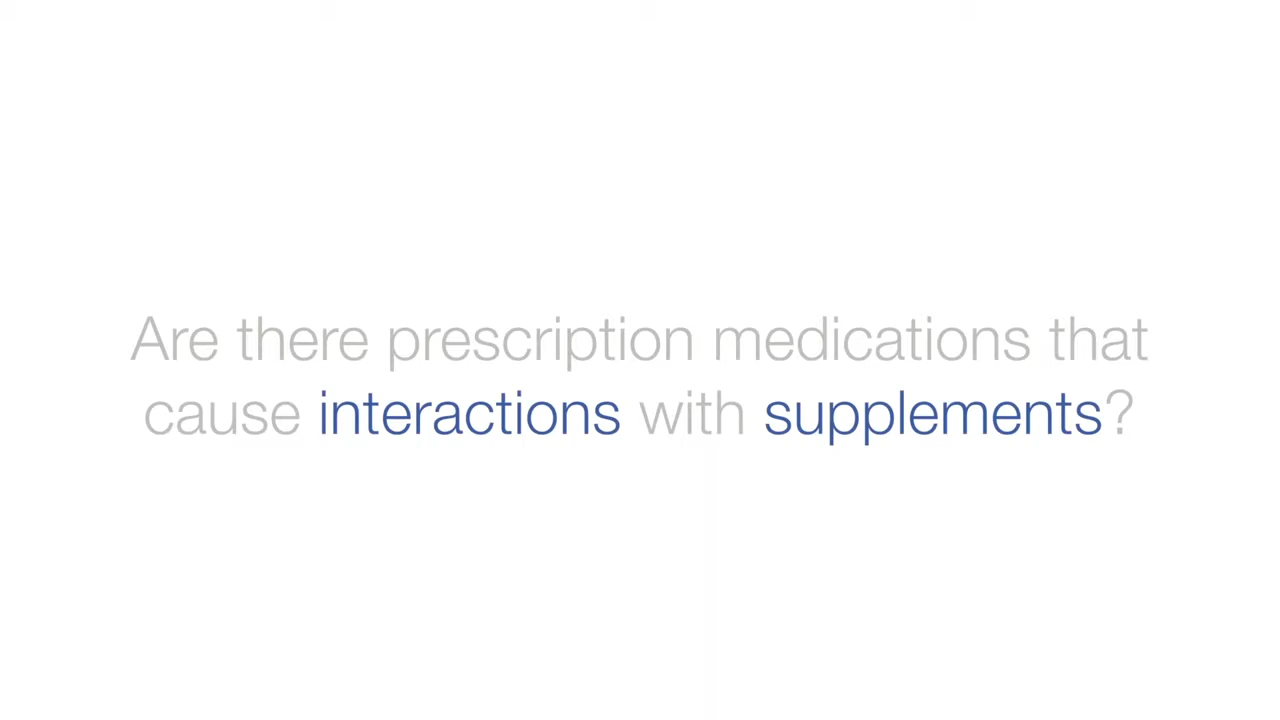 Are there prescription medications that
cause interactions with supplements?